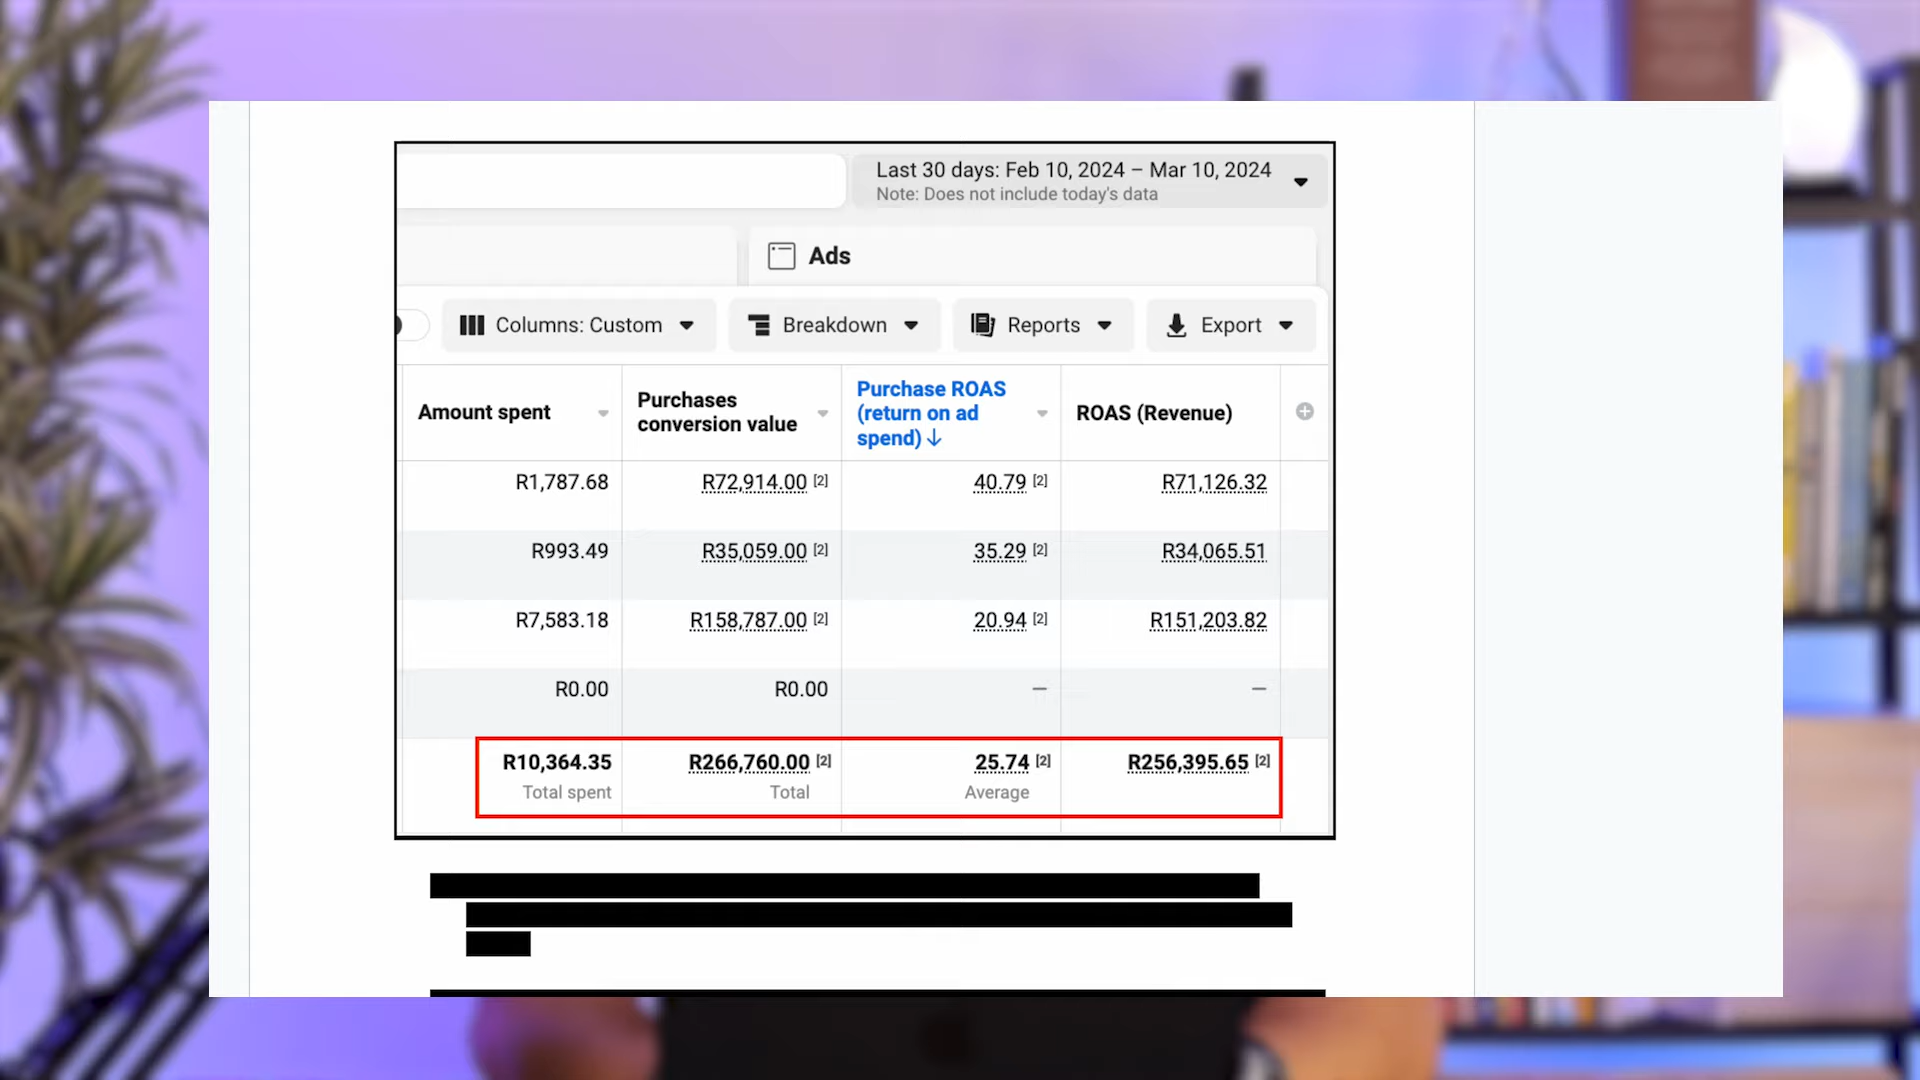 Last 30 days: Feb 10, 2024 – Mar 10, 2024
Note: Does not include today's data
Ads
Columns: Custom
Breakdown
Reports
Export
Amount spent
Purchases
conversion value
Purchase ROAS
(return on ad
spend) ↓
ROAS (Revenue)
R1,787.68 R72,914.00 [2] 40.79 [2] R71,126.32
R993.49 R35,059.00 [2] 35.29 [2] R34,065.51
R7,583.18 R158,787.00 [2] 20.94 [2] R151,203.82
R0.00 R0.00 — —
R10,364.35 R266,760.00 [2] 25.74 [2] R256,395.65 [2]
Total spent Total Average